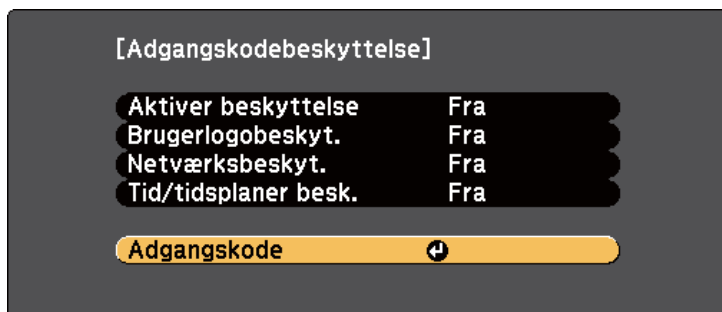 [Adgangskodebeskyttelse]
Aktiver beskyttelse Fra
Brugerlogobeskyt. Fra
Netværksbeskyt. Fra
Tid/tidsplaner besk. Fra
Adgangskode